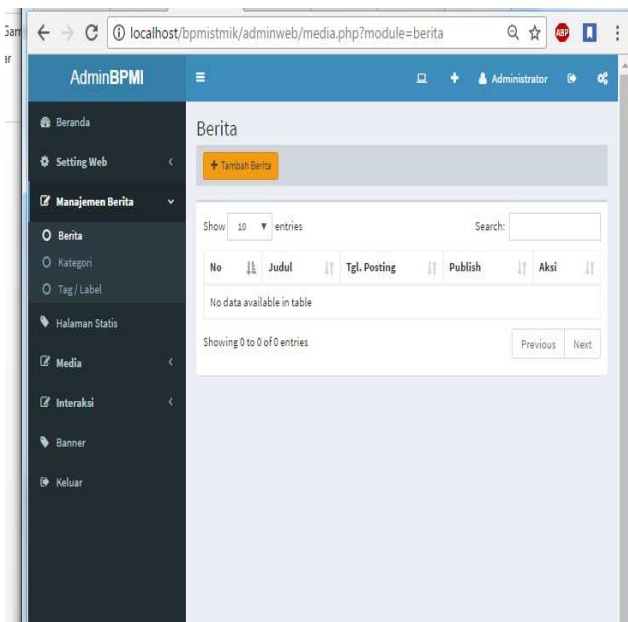 localhost/bpmistmik/adminweb/media.php?module=berita
ABP
AdminBPMI
Administrator
Beranda
Berita
Setting Web
+ Tambah Berita
Manajemen Berita
Berita
Kategori
Tag / Label
Halaman Statis
Media
Interaksi
Banner
Keluar
Show 10 entries Search:
No Judul Tgl. Posting Publish Aksi
No data available in table
Showing 0 to 0 of 0 entries Previous Next